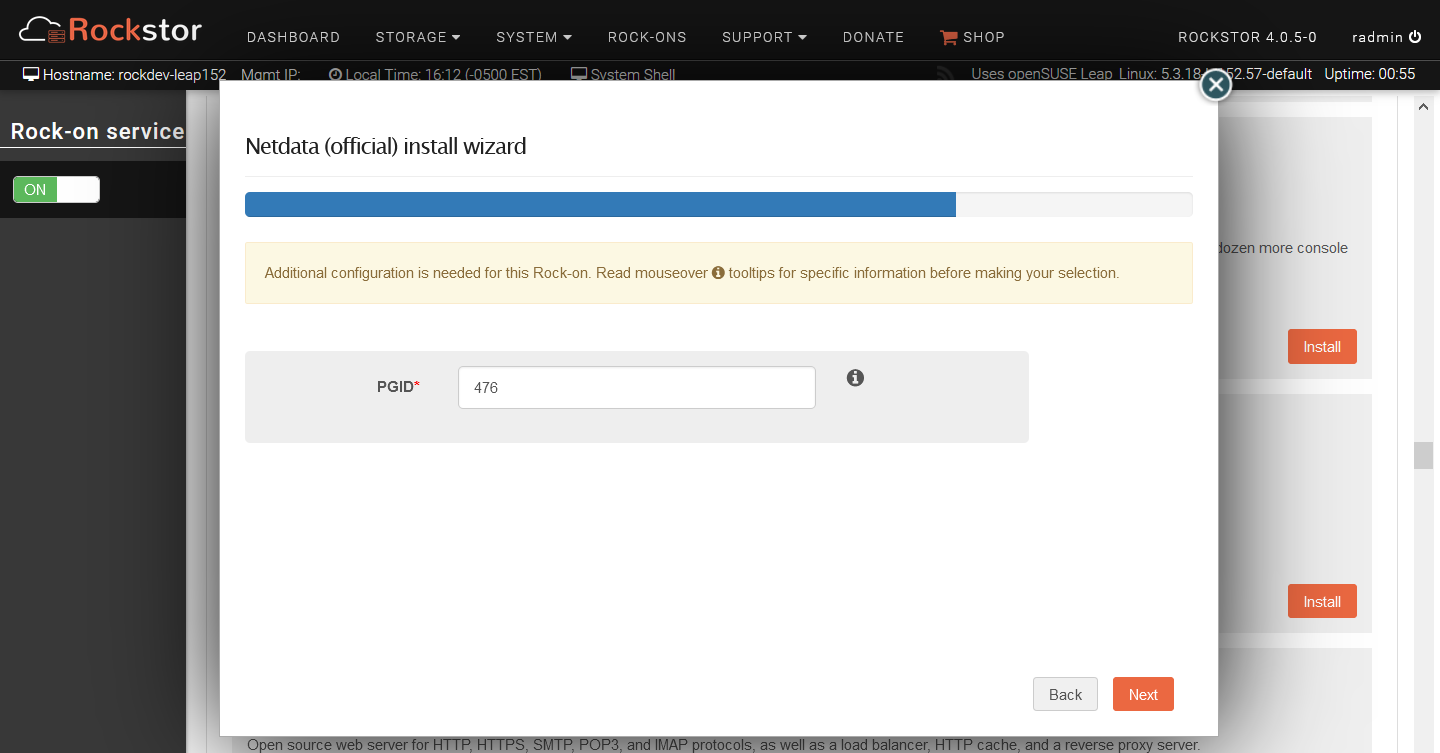 Rockstor
DASHBOARD STORAGE SYSTEM ROCK-ONS SUPPORT DONATE SHOP ROCKSTOR 4.0.5-0 radmin
Hostname: rockdev-leap152 Mgmt IP: Local Time: 16:12 (-0500 EST) System Shell Uses openSUSE Leap Linux: 5.3.18- 52.57-default Uptime: 00:55
Rock-on service
ON
Netdata (official) install wizard
Additional configuration is needed for this Rock-on. Read mouseover tooltips for specific information before making your selection.
dozen more console
Install
PGID* 476
Install
Back Next
Open source web server for HTTP, HTTPS, SMTP, POP3, and IMAP protocols, as well as a load balancer, HTTP cache, and a reverse proxy server.